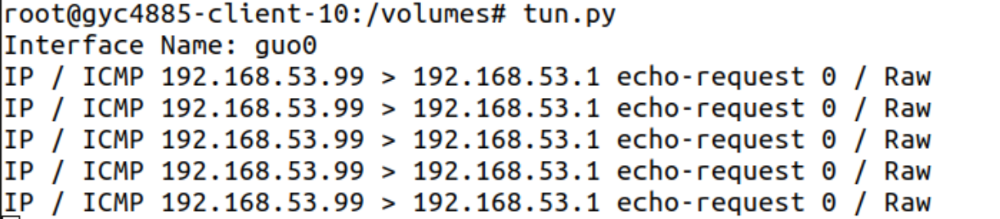 root@gyc4885-client-10:/volumes# tun.py
Interface Name: guo0
IP / ICMP 192.168.53.99 > 192.168.53.1 echo-request 0 / Raw
IP / ICMP 192.168.53.99 > 192.168.53.1 echo-request 0 / Raw
IP / ICMP 192.168.53.99 > 192.168.53.1 echo-request 0 / Raw
IP / ICMP 192.168.53.99 > 192.168.53.1 echo-request 0 / Raw
IP / ICMP 192.168.53.99 > 192.168.53.1 echo-request 0 / Raw